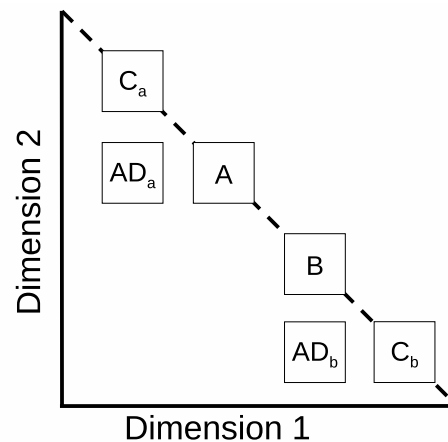 Dimension 2
Cₐ
ADₐ
A
B
AD_b
C_b
Dimension 1